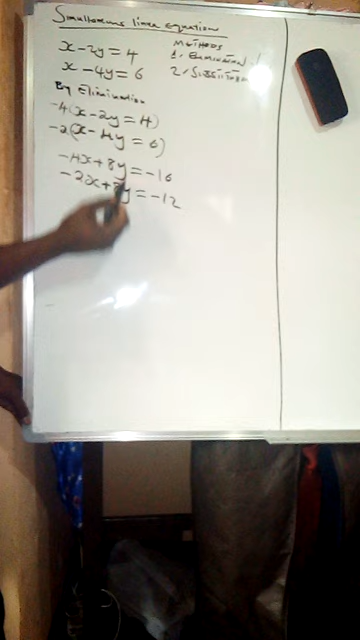 Simultaneous linear equations
x - 2y = 4
x - 4y = 6
METHODS
1, Elimination
2, Substitution
By Elimination
-4(x - 2y = 4)
-2(x - 4y = 6)
-4x + 8y = -16
-2x + 8y = -12